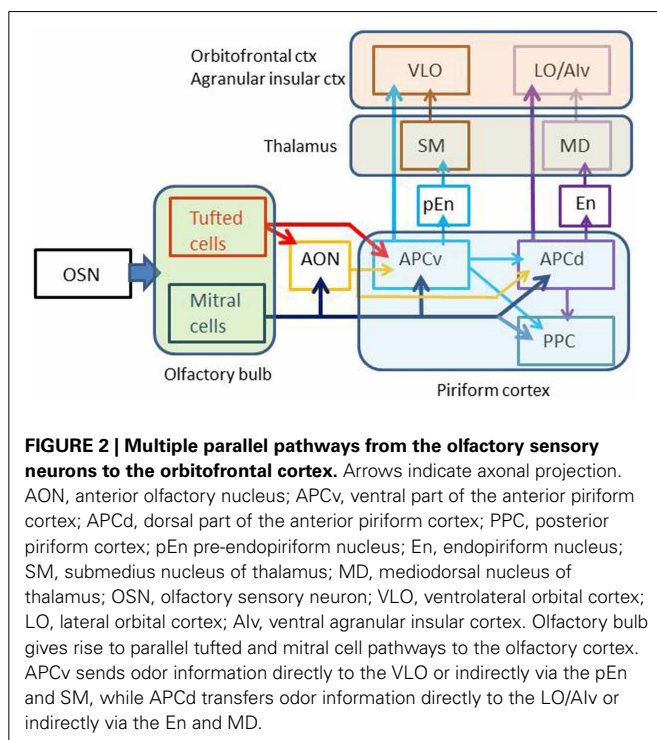 Orbitofrontal ctx
Agranular insular ctx
VLO
LO/AIv
Thalamus
SM
MD
pEn
En
Tufted
cells
OSN
AON
APCv
APCd
Mitral
cells
PPC
Olfactory bulb
Piriform cortex
FIGURE 2 | Multiple parallel pathways from the olfactory sensory
neurons to the orbitofrontal cortex. Arrows indicate axonal projection.
AON, anterior olfactory nucleus; APCv, ventral part of the anterior piriform
cortex; APCd, dorsal part of the anterior piriform cortex; PPC, posterior
piriform cortex; pEn pre-endopiriform nucleus; En, endopiriform nucleus;
SM, submedius nucleus of thalamus; MD, mediodorsal nucleus of
thalamus; OSN, olfactory sensory neuron; VLO, ventrolateral orbital cortex;
LO, lateral orbital cortex; AIv, ventral agranular insular cortex. Olfactory bulb
gives rise to parallel tufted and mitral cell pathways to the olfactory cortex.
APCv sends odor information directly to the VLO or indirectly via the pEn
and SM, while APCd transfers odor information directly to the LO/AIv or
indirectly via the En and MD.